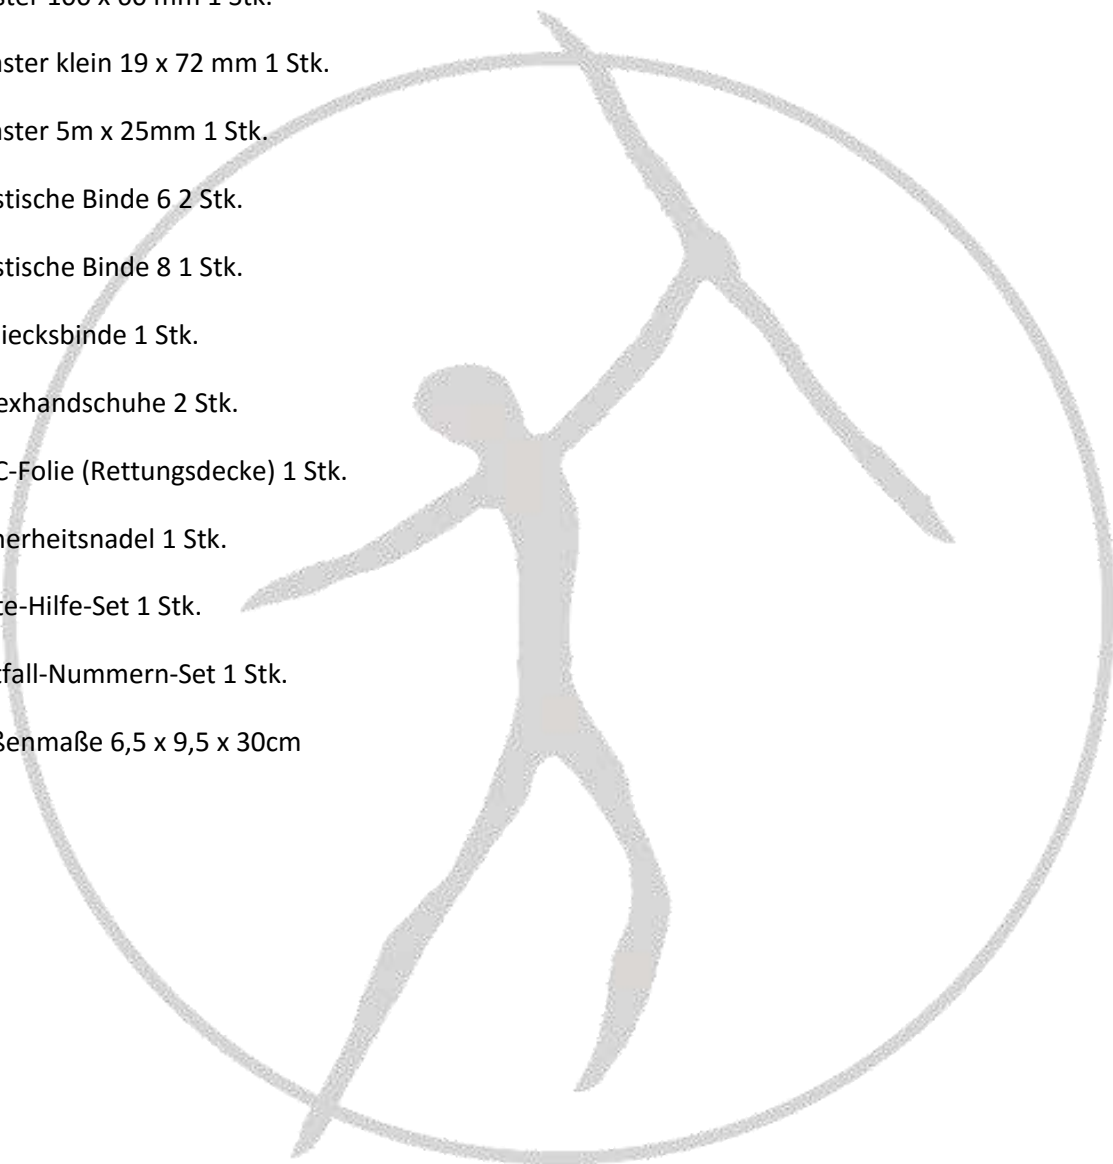 ster klein 19 x 72 mm 1 Stk.
ster 5m x 25mm 1 Stk.
stische Binde 6 2 Stk.
stische Binde 8 1 Stk.
iecksbinde 1 Stk.
exhandschuhe 2 Stk.
C-Folie (Rettungsdecke) 1 Stk.
herheitsnadel 1 Stk.
te-Hilfe-Set 1 Stk.
tfall-Nummern-Set 1 Stk.
ßenmaße 6,5 x 9,5 x 30cm